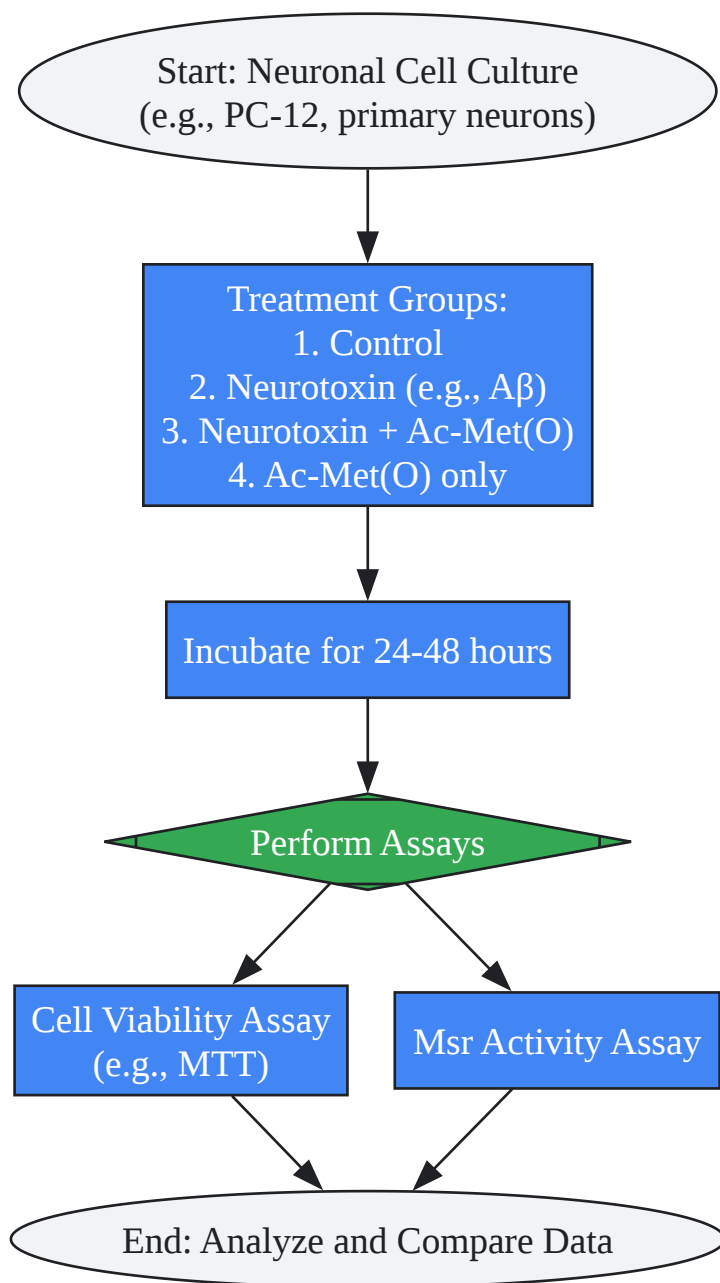 Start: Neuronal Cell Culture
(e.g., PC-12, primary neurons)
Treatment Groups:
1. Control
2. Neurotoxin (e.g., Aβ)
3. Neurotoxin + Ac-Met(O)
4. Ac-Met(O) only
Incubate for 24-48 hours
Perform Assays
Cell Viability Assay
(e.g., MTT)
Msr Activity Assay
End: Analyze and Compare Data